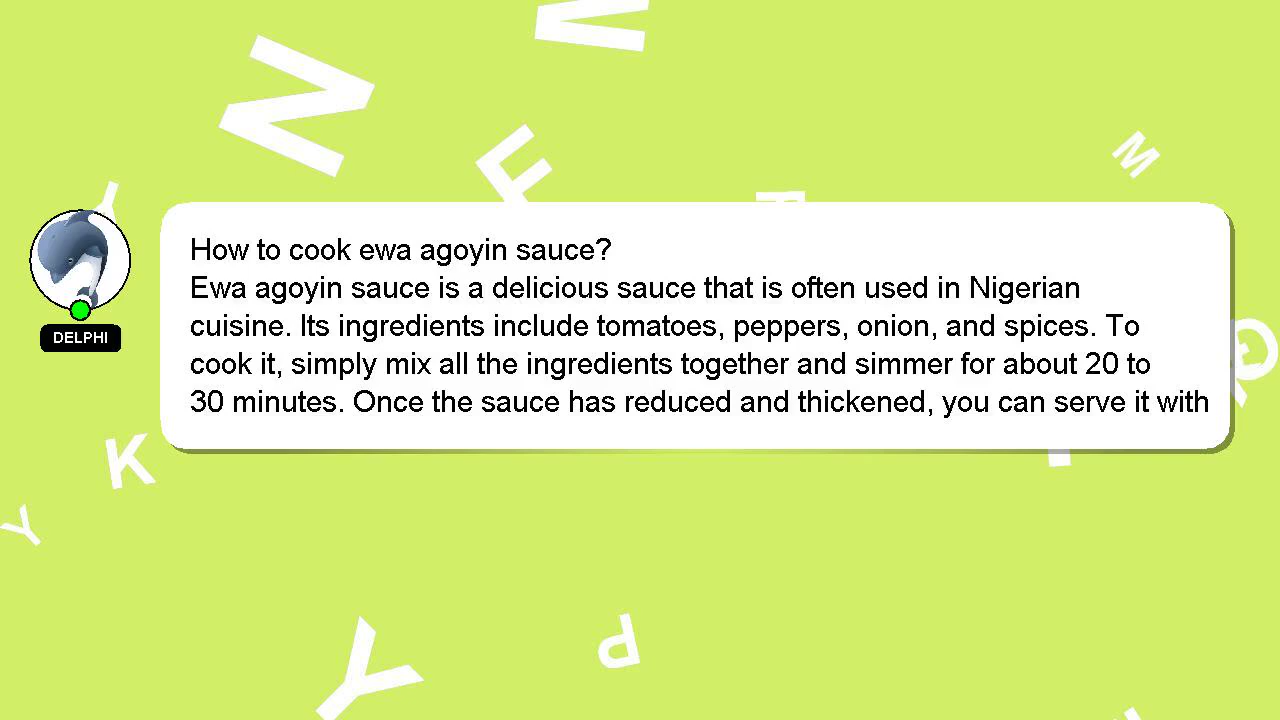 How to cook ewa agoyin sauce?
Ewa agoyin sauce is a delicious sauce that is often used in Nigerian
cuisine. Its ingredients include tomatoes, peppers, onion, and spices. To
cook it, simply mix all the ingredients together and simmer for about 20 to
30 minutes. Once the sauce has reduced and thickened, you can serve it with
DELPHI
N
F
M
Y
K
Y
Y
P